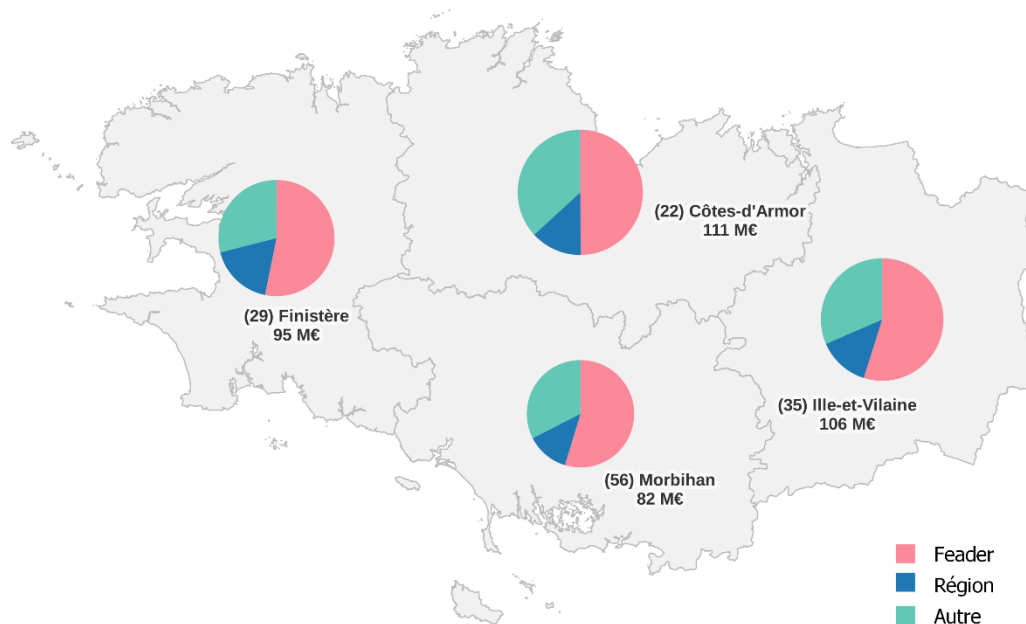 (22) Côtes-d'Armor
111 M€
(29) Finistère
95 M€
(35) Ille-et-Vilaine
106 M€
(56) Morbihan
82 M€
Feader
Région
Autre